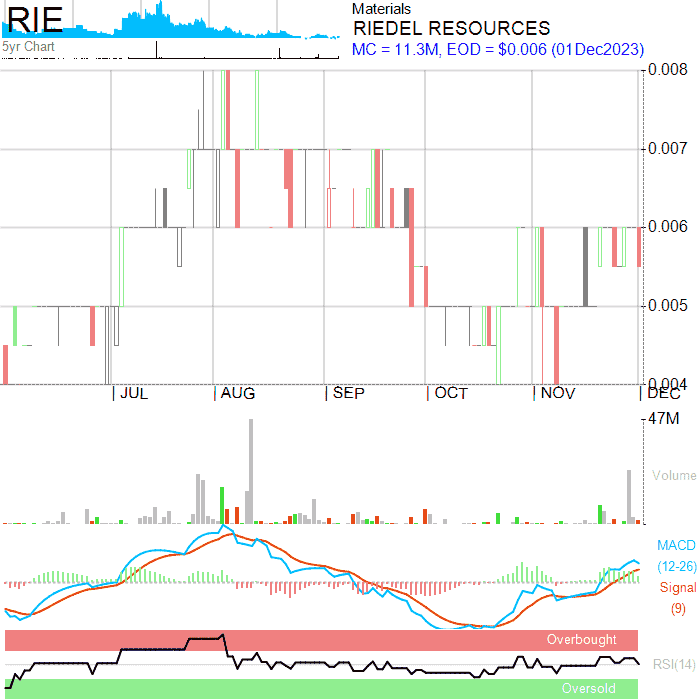 RIE
Materials
RIEDEL RESOURCES
MC = 11.3M, EOD = $0.006 (01Dec2023)
5yr Chart
0.008
0.007
0.006
0.005
0.004
JUL AUG SEP OCT NOV DEC
47M
Volume
MACD
(12-26)
Signal
(9)
Overbought
RSI(14)
Oversold